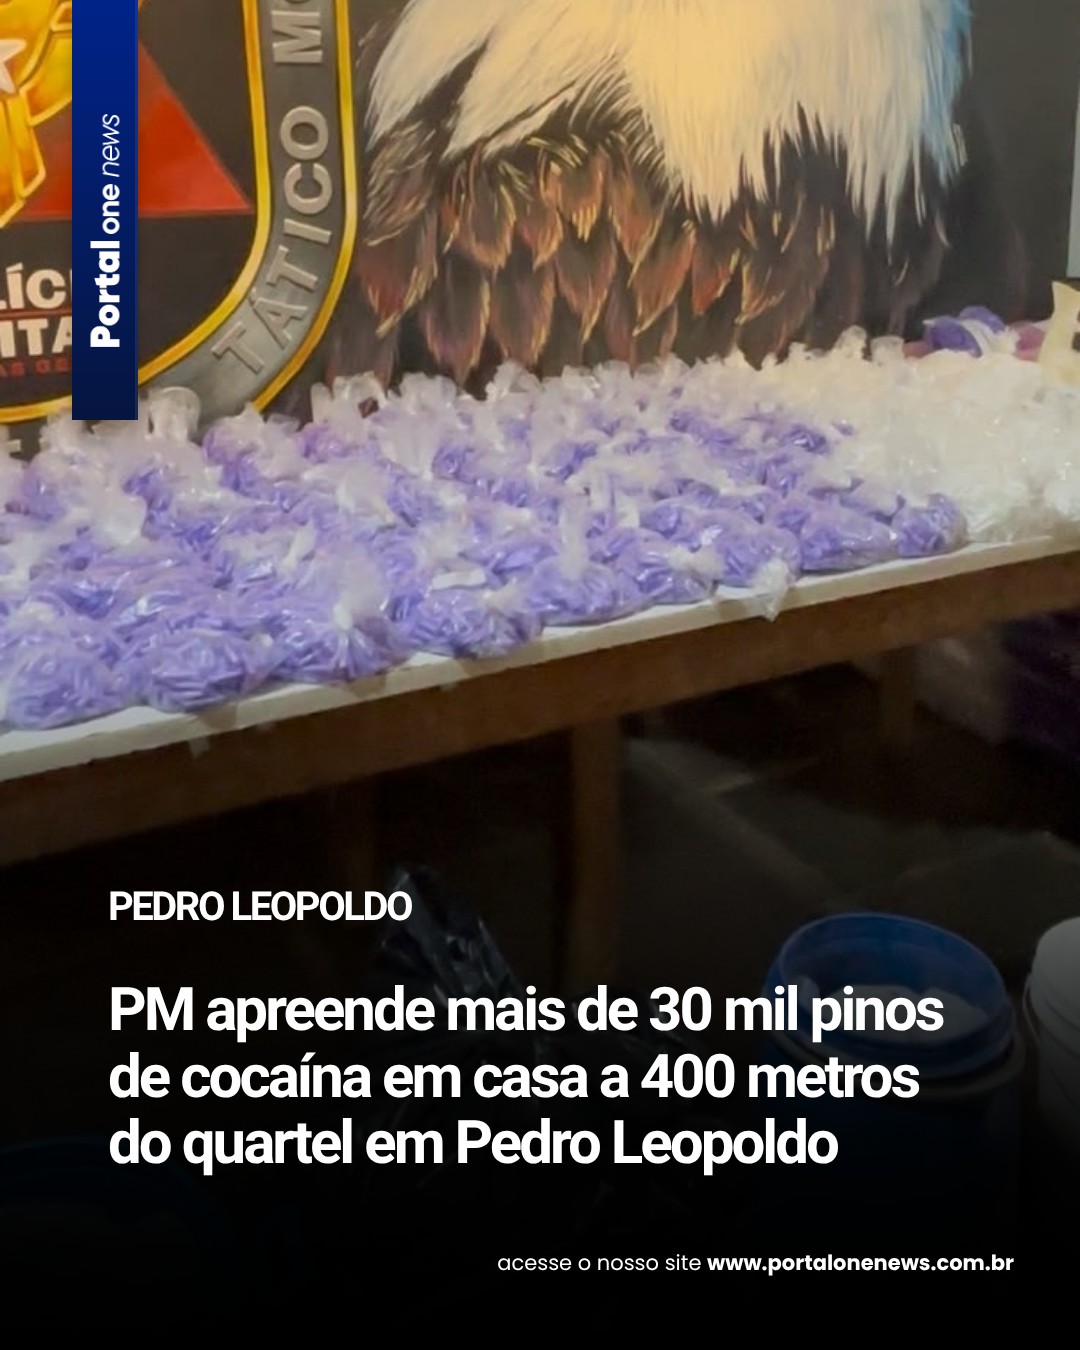 Portal one news
TÁTICO
PEDRO LEOPOLDO
PM apreende mais de 30 mil pinos
de cocaína em casa a 400 metros
do quartel em Pedro Leopoldo
acesse o nosso site www.portalonenews.com.br